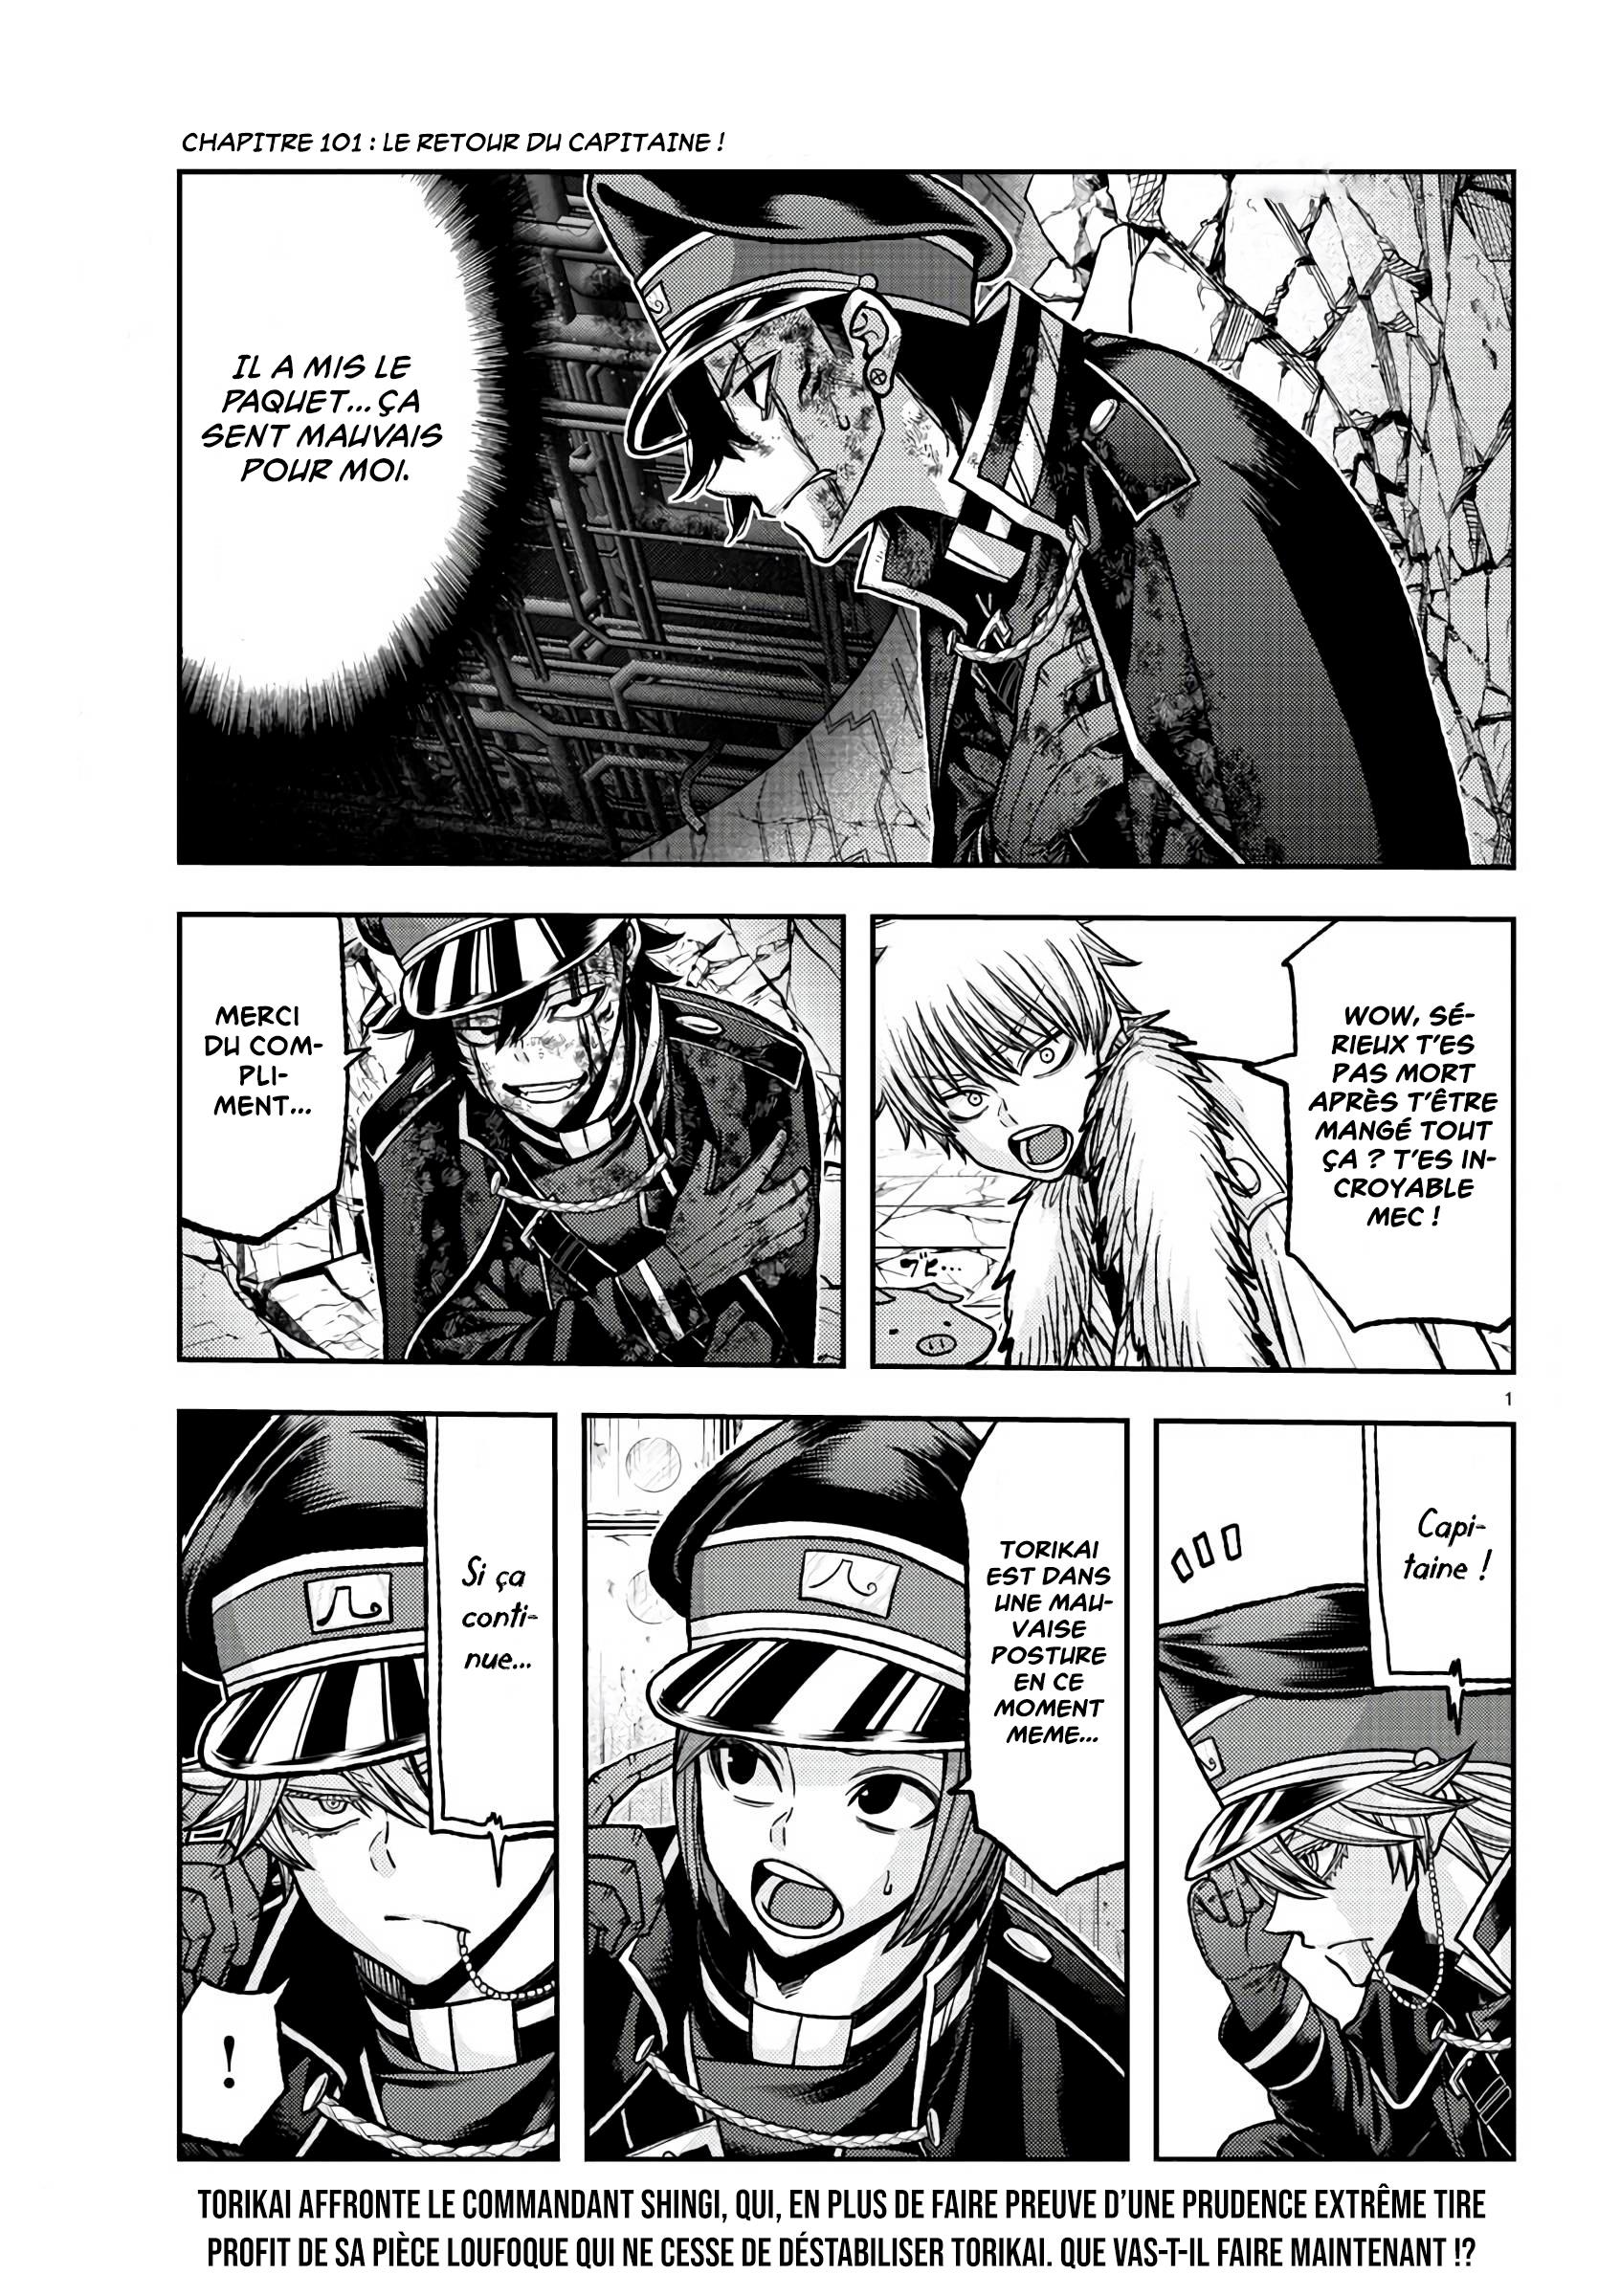 CHAPITRE 101 : LE RETOUR DU CAPITAINE !
IL A MIS LE
PAQUET... ÇA
SENT MAUVAIS
POUR MOI.
WOW, SÉ-
RIEUX T'ES
PAS MORT
APRÈS T'ÊTRE
MANGÉ TOUT
ÇA ? T'ES IN-
CROYABLE
MEC !
ブヒ...
MERCI
DU COM-
PLI-
MENT...
1
Capi-
taine !
TORIKAI
EST DANS
UNE MAU-
VAISE
POSTURE
EN CE
MOMENT
MEME...
Si ça
conti-
nue...
!
TORIKAI AFFRONTE LE COMMANDANT SHINGI, QUI, EN PLUS DE FAIRE PREUVE D'UNE PRUDENCE EXTRÊME TIRE
PROFIT DE SA PIÈCE LOUFOQUE QUI NE CESSE DE DÉSTABILISER TORIKAI. QUE VAS-T-IL FAIRE MAINTENANT !?